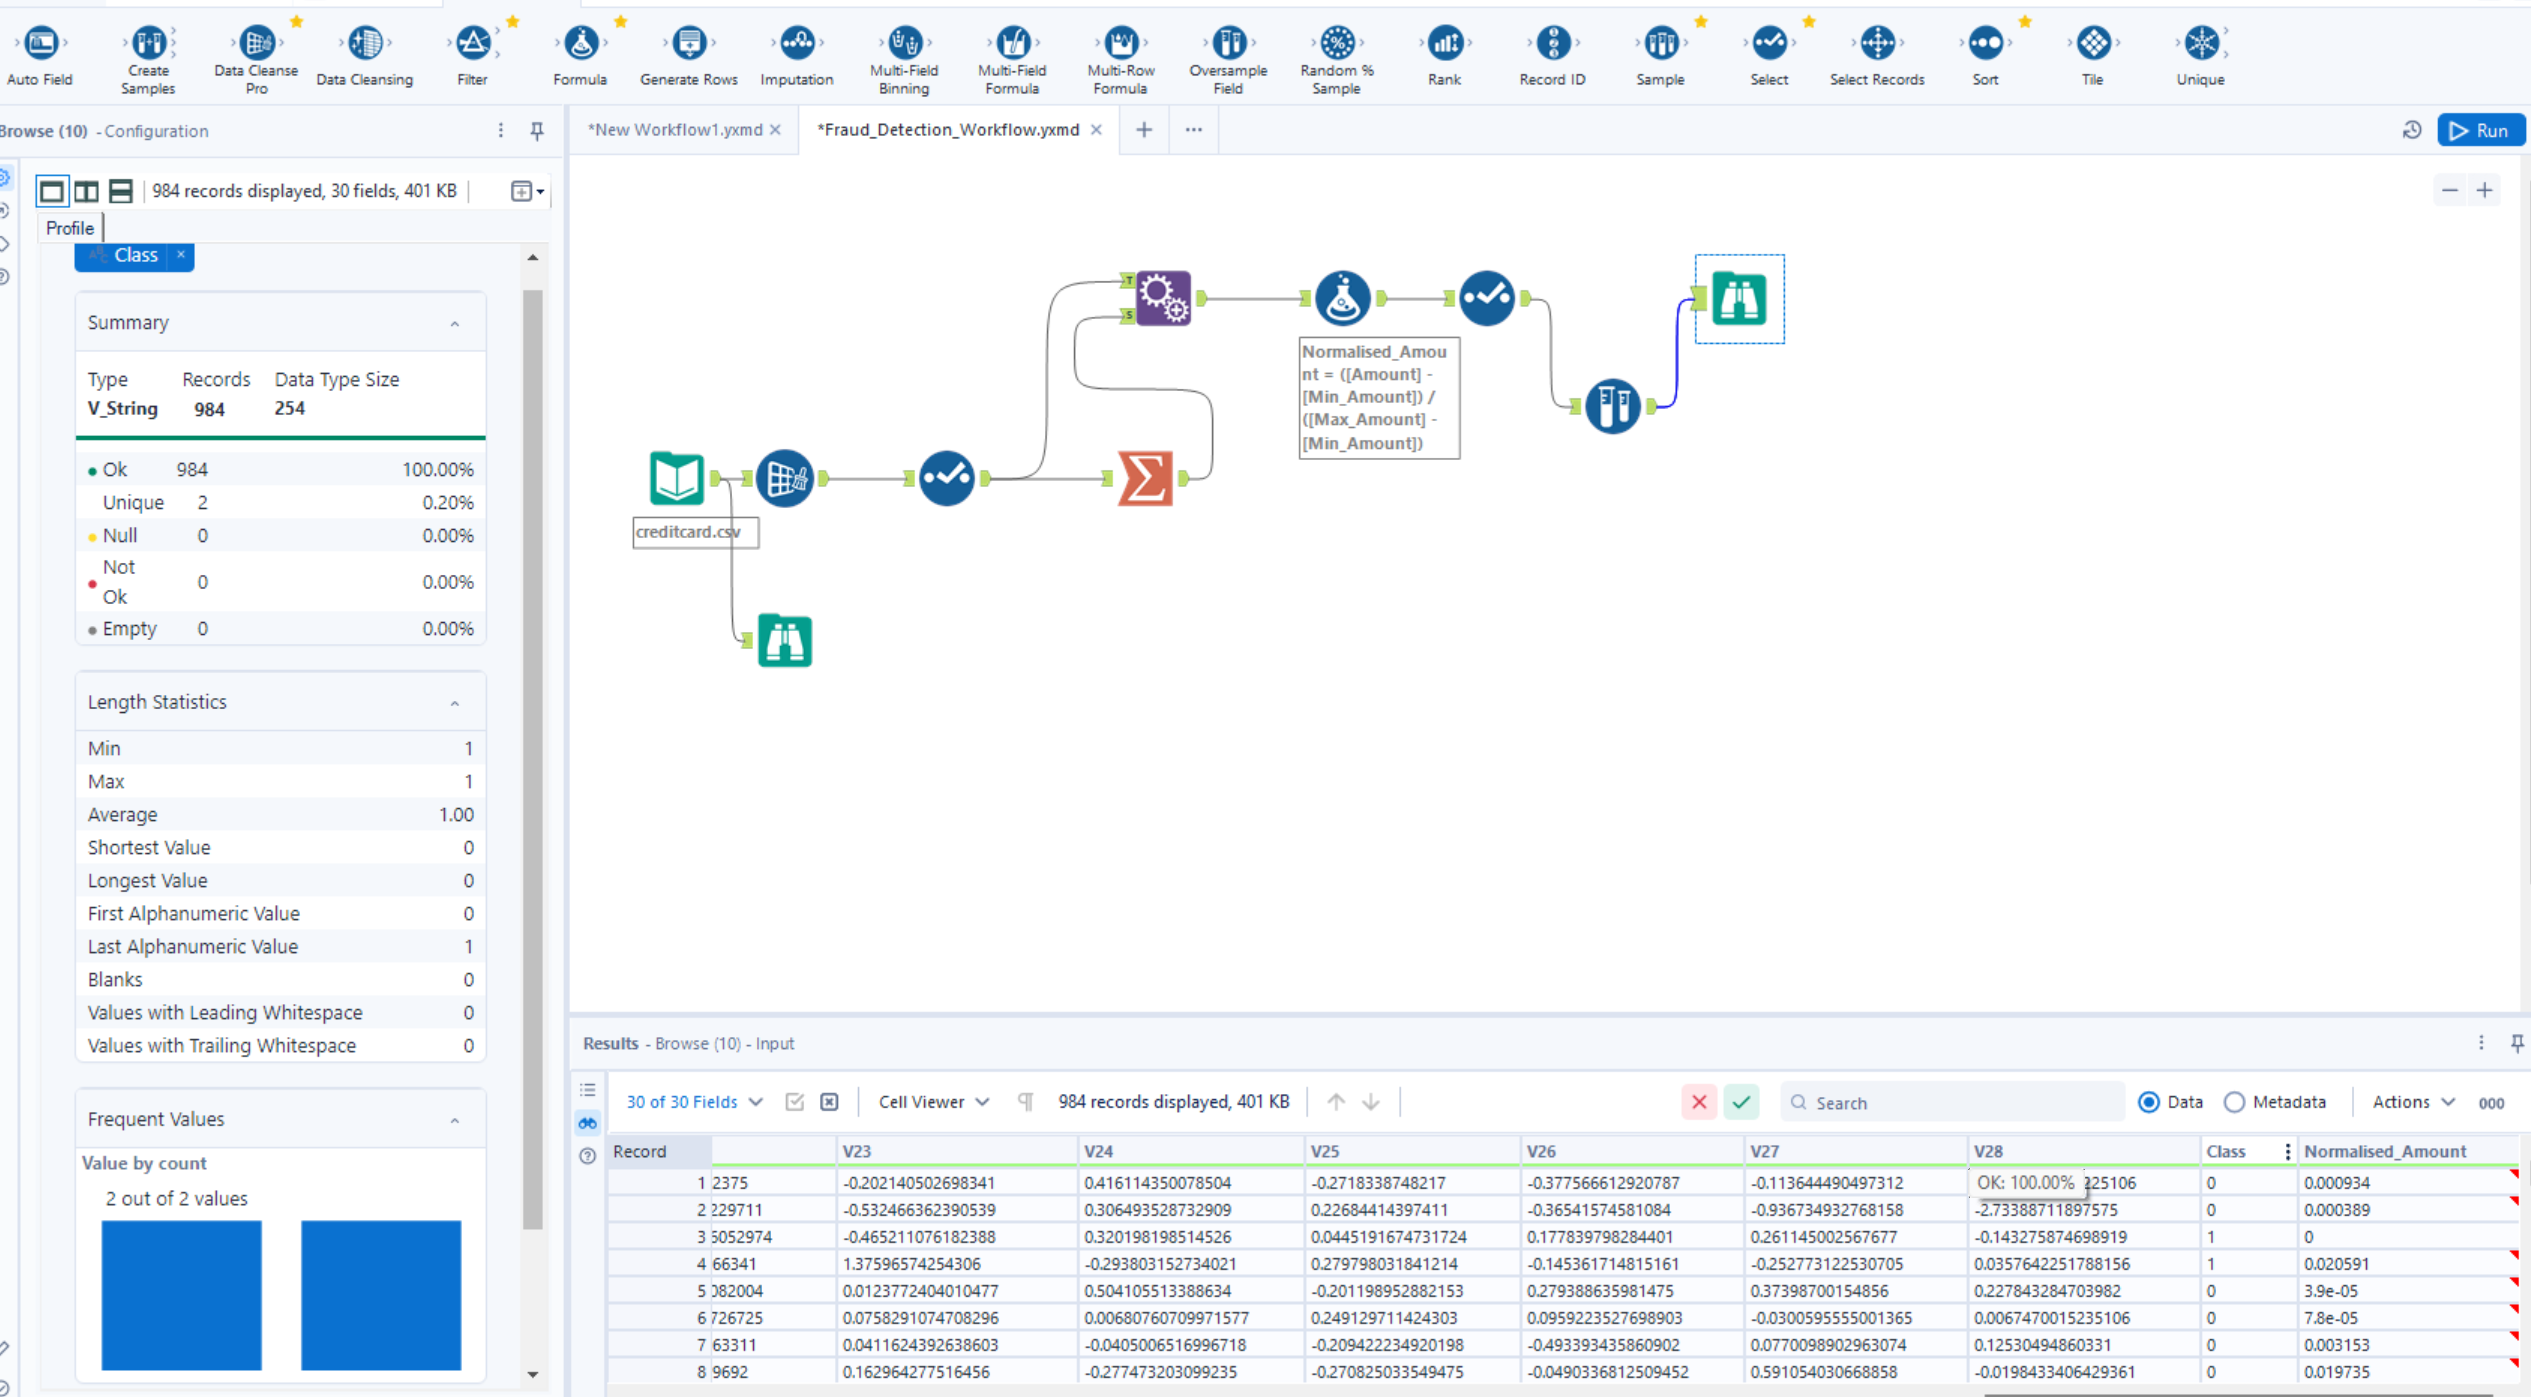 Auto Field
Create Samples
Data Cleanse Pro
Data Cleansing
Filter
Formula
Generate Rows
Imputation
Multi-Field Binning
Multi-Field Formula
Multi-Row Formula
Oversample Field
Random % Sample
Rank
Record ID
Sample
Select
Select Records
Sort
Tile
Unique
Browse (10) - Configuration
*New Workflow1.yxmd
*Fraud_Detection_Workflow.yxmd
Run
984 records displayed, 30 fields, 401 KB
Profile
Class
Summary
Type Records Data Type Size
V_String 984 254
Ok 984 100.00%
Unique 2 0.20%
Null 0 0.00%
Not Ok 0 0.00%
Empty 0 0.00%
Length Statistics
Min 1
Max 1
Average 1.00
Shortest Value 0
Longest Value 0
First Alphanumeric Value 0
Last Alphanumeric Value 1
Blanks 0
Values with Leading Whitespace 0
Values with Trailing Whitespace 0
Frequent Values
Value by count
2 out of 2 values
T
S
Normalised_Amou
nt = ([Amount] -
[Min_Amount]) /
([Max_Amount] -
[Min_Amount])
creditcard.csv
Results - Browse (10) - Input
30 of 30 Fields
Cell Viewer
984 records displayed, 401 KB
Search
Data
Metadata
Actions
000
Record V23 V24 V25 V26 V27 V28 Class Normalised_Amount
1 2375 -0.202140502698341 0.416114350078504 -0.2718338748217 -0.377566612920787 -0.113644490497312 OK: 100.00% 225106 0 0.000934
2 229711 -0.532466362390539 0.306493528732909 0.22684414397411 -0.36541574581084 -0.936734932768158 -2.73388711897575 0 0.000389
3 5052974 -0.465211076182388 0.320198198514526 0.0445191674731724 0.177839798284401 0.261145002567677 -0.143275874698919 1 0
4 66341 1.37596574254306 -0.293803152734021 0.279798031841214 -0.145361714815161 -0.252773122530705 0.0357642251788156 1 0.020591
5 082004 0.0123772404010477 0.504105513388634 -0.201198952882153 0.279388635981475 0.37398700154856 0.227843284703982 0 3.9e-05
6 726725 0.0758291074708296 0.00680760709971577 0.249129711424303 0.0959223527698903 -0.0300595555001365 0.0067470015235106 0 7.8e-05
7 63311 0.0411624392638603 -0.0405006516996718 -0.209422234920198 -0.493393435860902 0.0770098902963074 0.12530494860331 0 0.003153
8 9692 0.162964277516456 -0.277473203099235 -0.270825033549475 -0.0490336812509452 0.591054030668858 -0.0198433406429361 0 0.019735